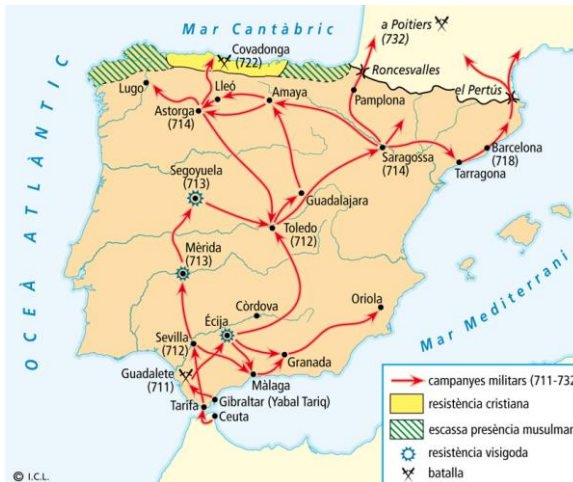 Mar Cantàbric
a Poitiers
(732)
Covadonga
(722)
Roncesvalles
el Pertús
Lugo
Lleó
Amaya
Pamplona
Astorga
(714)
Saragossa
(714)
Barcelona
(718)
Tarragona
Segoyuela
(713)
Guadalajara
Toledo
(712)
OCEÀ ATLÀNTIC
Mèrida
(713)
Mar Mediterrani
Còrdova
Oriola
Écija
Sevilla
(712)
Granada
Guadalete
(711)
Màlaga
Gibraltar (Yabal Tariq)
Tarifa
Ceuta
campanyes militars (711-732
resistència cristiana
escassa presència musulmar
resistència visigoda
batalla
© I.C.L.